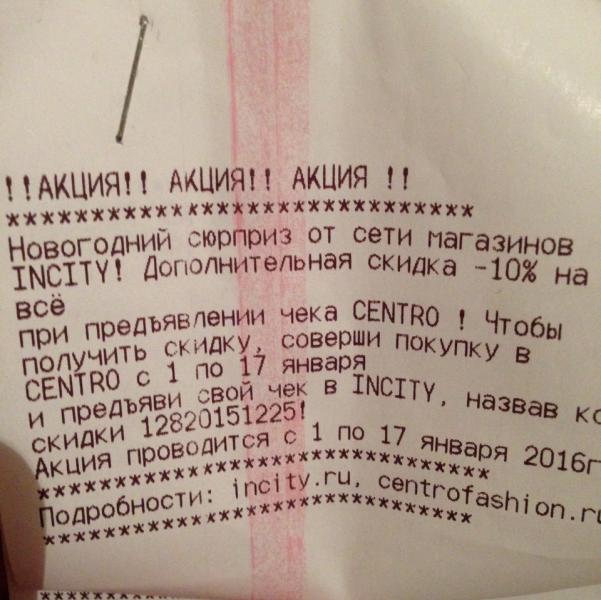 !!АКЦИЯ!! АКЦИЯ!! АКЦИЯ !!
*********************************
Новогодний сюрприз от сети магазинов
INCITY! Дополнительная скидка -10% на
всё
при предъявлении чека CENTRO ! Чтобы
получить скидку, соверши покупку в
CENTRO с 1 по 17 января
и предъяви свой чек в INCITY, назвав
скидки 12820151225!
Акция проводится с 1 по 17 января 2016г
*********************************
Подробности: incity.ru, centrofashion.ru
*********************************